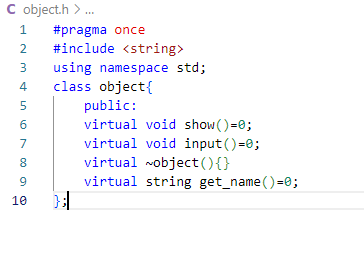 object.h > ...
1 #pragma once
2 #include <string>
3 using namespace std;
4 class object{
5 public:
6 virtual void show()=0;
7 virtual void input()=0;
8 virtual ~object(){}
9 virtual string get_name()=0;
10 };